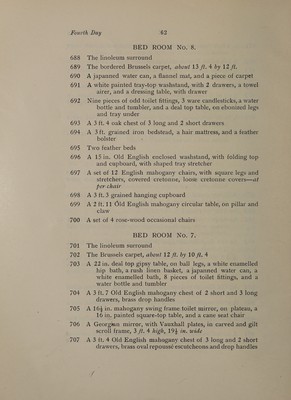 Fourth Day 42
BED ROOM No. 8.
688 The linoleum surround
689 The bordered Brussels carpet, about 13 ft. 4 by 12 ft.
690 A japanned water can, a flannel mat, and a piece of carpet
691 A white painted tray-top washstand, with 2 drawers, a towel
airer, and a dressing table, with drawer
692 Nine pieces of odd toilet fittings, 3 ware candlesticks, a water
bottle and tumbler, and a deal top table, on ebonised legs
and tray under
693 A 3 ft. 4 oak chest of 3 long and 2 short drawers
694 A 3 ft. grained iron bedstead, a hair mattress, and a feather
bolster
695 Two feather beds
696 A 15 in. Old English enclosed washstand, with folding top
and cupboard, with shaped tray stretcher
697 A set of 12 English mahogany chairs, with square legs and
stretchers, covered cretonne, loose cretonne covers—at
per chair
698 A 3 ft. 3 grained hanging cupboard
699 A 2 ft. 11 Old English mahogany circular table, on pillar and
claw
700 A set of 4 rose-wood occasional chairs
BED ROOM No. 7.
701 The linoleum surround
702 The Brussels carpet, about 12 ft. by 10 ft. 4
703 A 22 in. deal top gipsy table, on ball legs, a white enamelled
hip bath, a rush linen basket, a japanned water can, a
white enamelled bath, 8 pieces of toilet fittings, and a
water bottle and tumbler
704 A 3 ft. 7 Old English mahogany chest of 2 short and 3 long
drawers, brass drop handles
705 A 16½ in. mahogany swing frame toilet mirror, on plateau, a
16 in. painted square-top table, and a cane seat chair
706 A Georgian mirror, with Vauxhall plates, in carved and gilt
scroll frame, 3 ft. 4 high, 19½ in. wide
707 A 3 ft. 4 Old English mahogany chest of 3 long and 2 short
drawers, brass oval repoussé escutcheons and drop handles